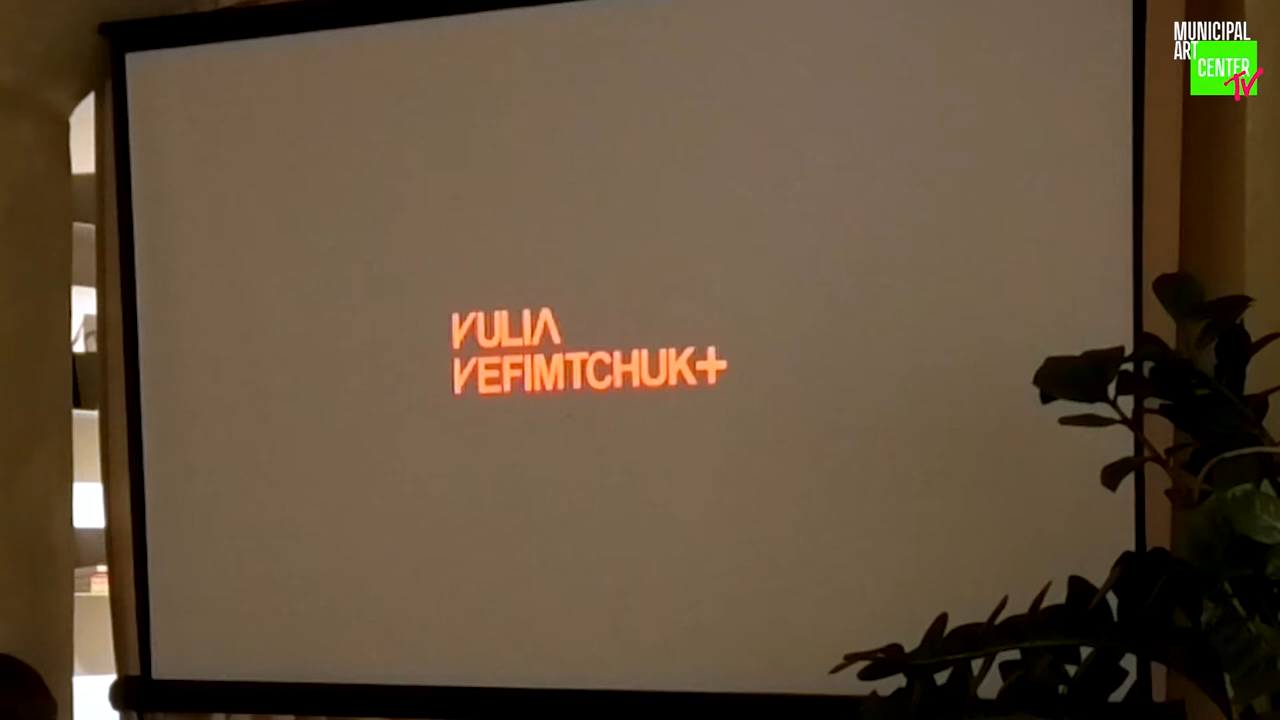 MUNICIPAL
ART
CENTER
TV
YULIA
YEFIMTCHUK+